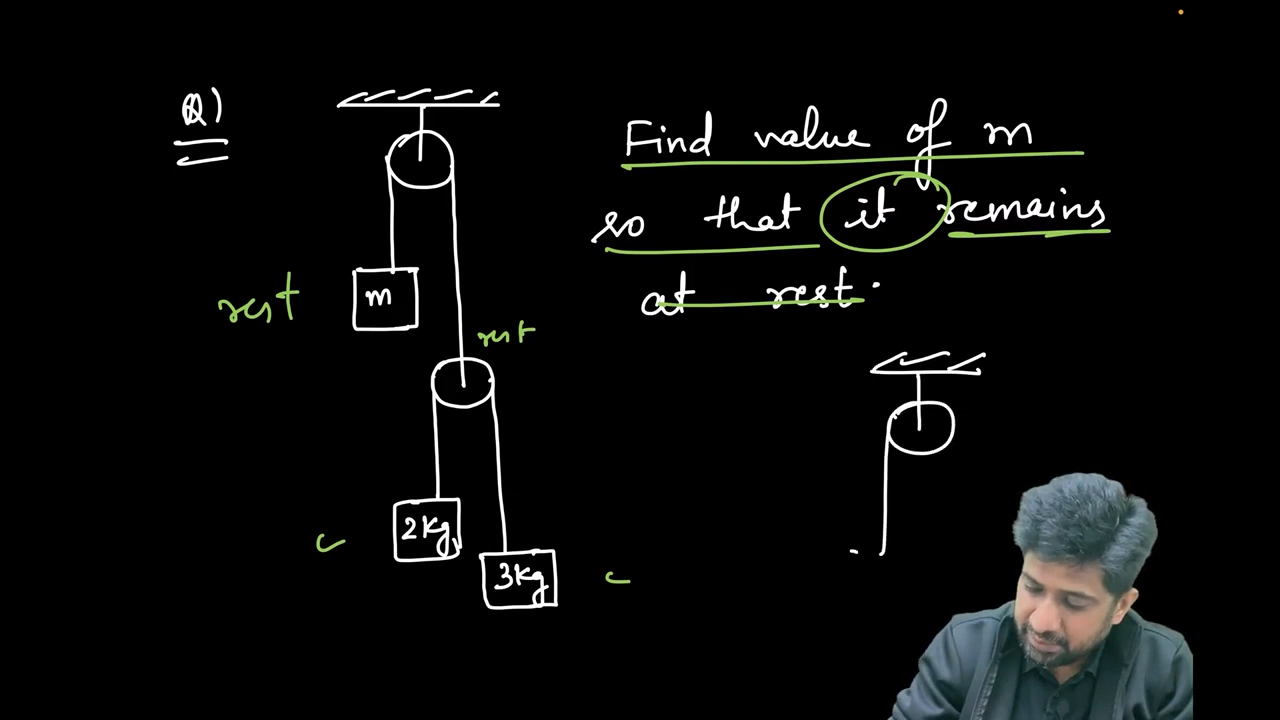 Q)
Find value of m
so that it remains
at rest.
rest
m
rest
2kg
3kg